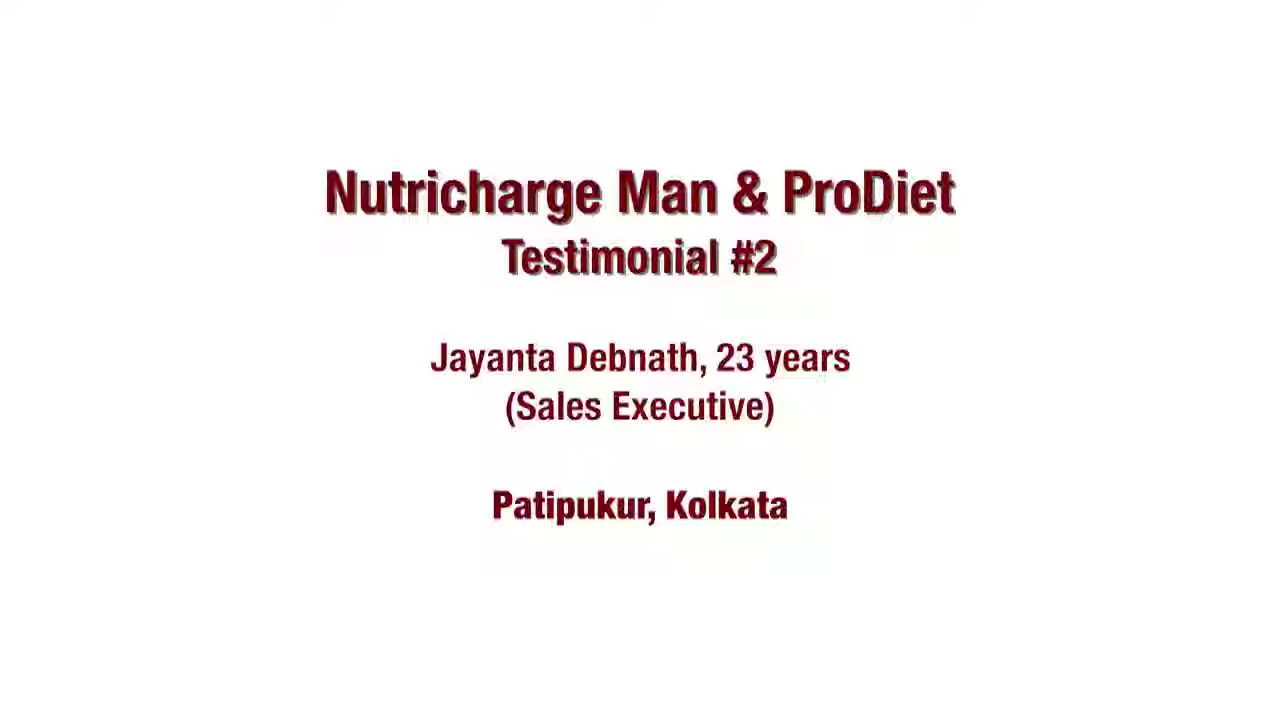 Nutricharge Man & ProDiet
Testimonial #2
Jayanta Debnath, 23 years
(Sales Executive)
Patipukur, Kolkata